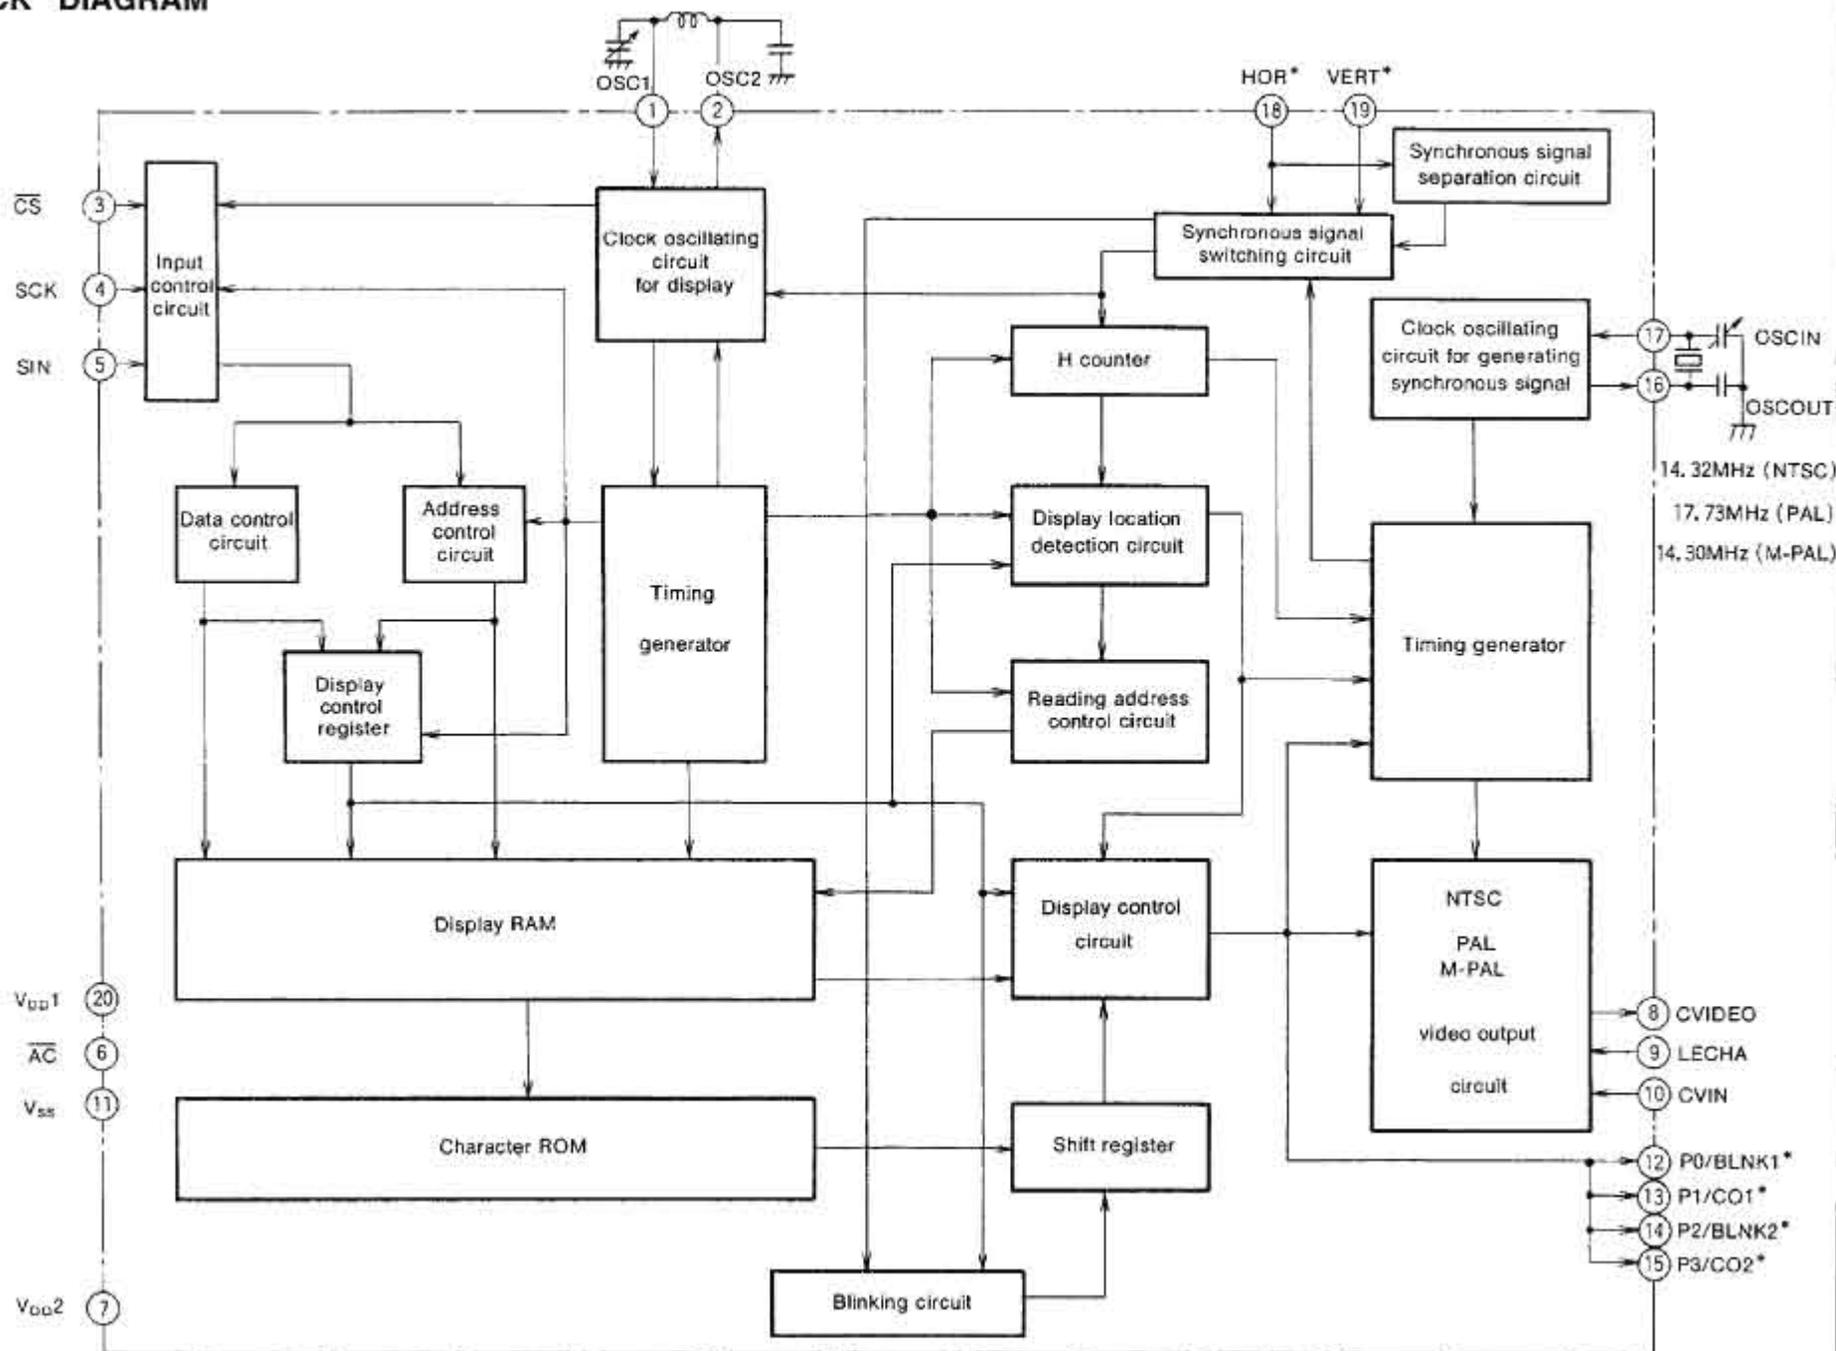 DIAGRAM
OSC1
OSC2
HOR*
VERT*
1
2
18
19
Synchronous signal
separation circuit
CS
3
Clock oscillating
circuit
for display
Synchronous signal
switching circuit
Input
control
circuit
SCK
4
SIN
5
H counter
Clock oscillating
circuit for generating
synchronous signal
17
OSCIN
16
OSCOUT
14.32MHz (NTSC)
17.73MHz (PAL)
14.30MHz (M-PAL)
Data control
circuit
Address
control
circuit
Timing
generator
Display location
detection circuit
Timing generator
Display
control
register
Reading address
control circuit
Display RAM
Display control
circuit
NTSC
PAL
M-PAL
video output
circuit
VDD1
20
AC
6
VSS
11
8
CVIDEO
9
LECHA
10
CVIN
Character ROM
Shift register
12
P0/BLNK1*
13
P1/CO1*
14
P2/BLNK2*
15
P3/CO2*
VDD2
7
Blinking circuit